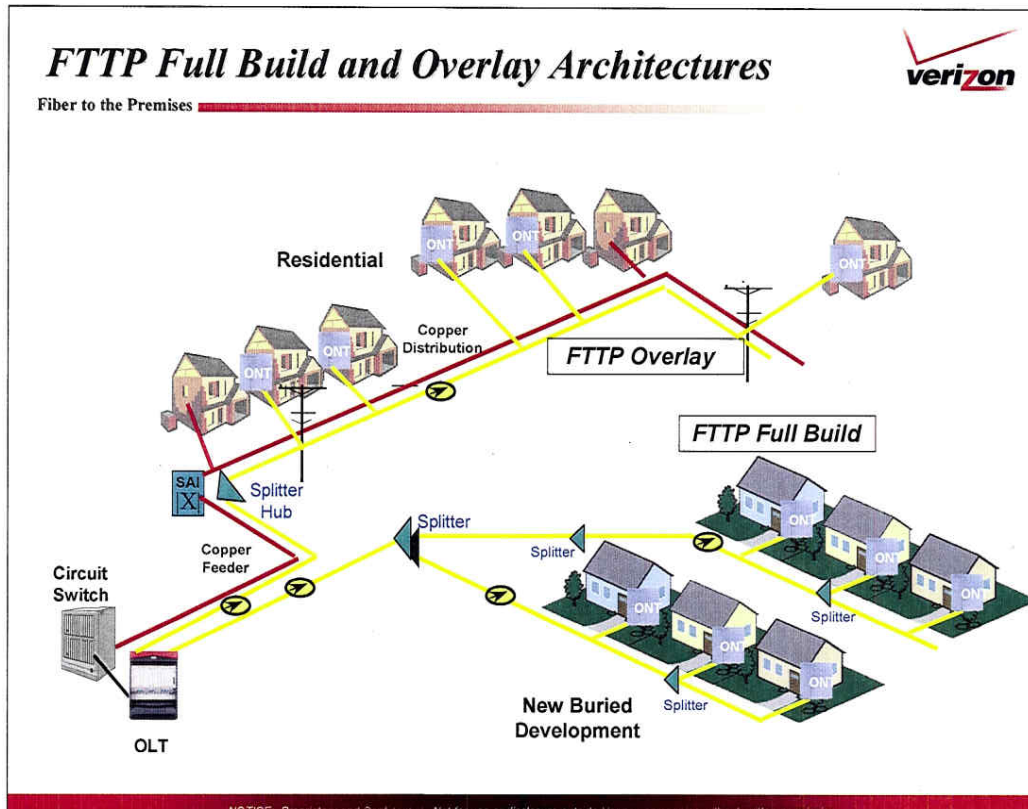 FTTP Full Build and Overlay Architectures
verizon
Fiber to the Premises
Residential
ONT
ONT
ONT
ONT
ONT
Copper
Distribution
FTTP Overlay
FTTP Full Build
SAI
[X]
Splitter
Hub
Splitter
Splitter
Copper
Feeder
Circuit
Switch
ONT
ONT
ONT
ONT
ONT
ONT
Splitter
Splitter
New Buried
Development
OLT